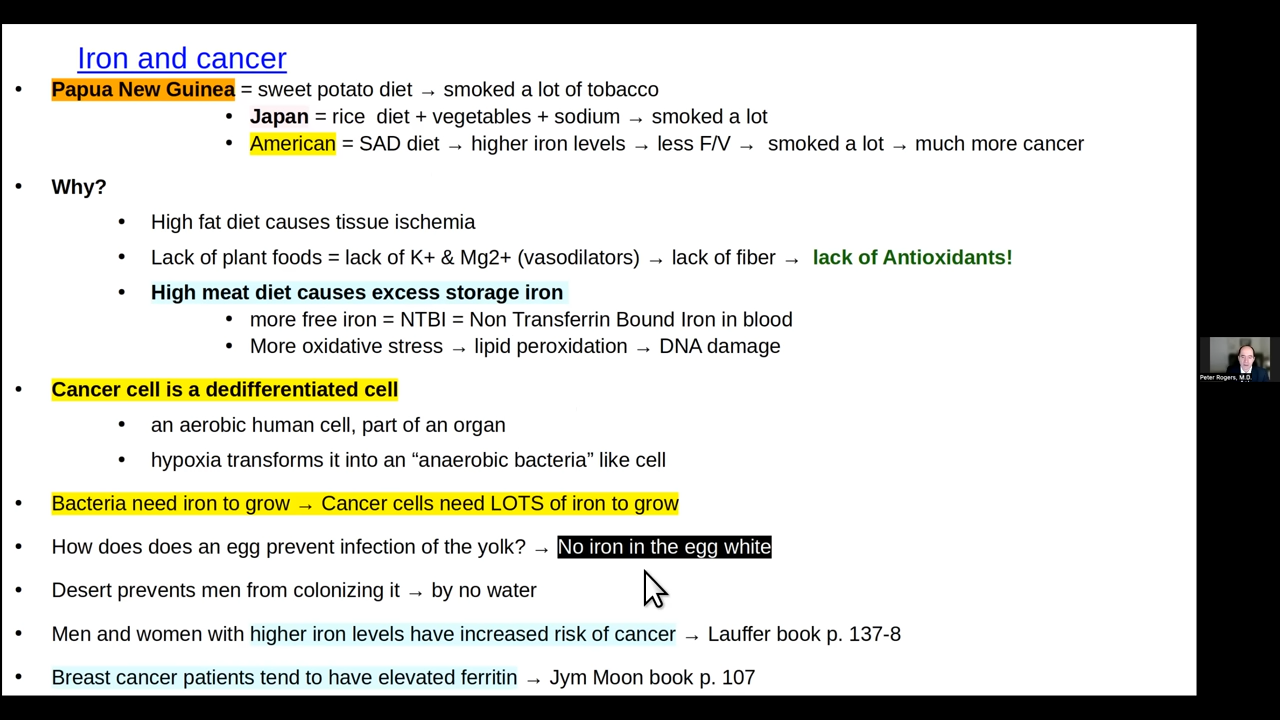 Iron and cancer
• Papua New Guinea = sweet potato diet → smoked a lot of tobacco
• Japan = rice diet + vegetables + sodium → smoked a lot
• American = SAD diet → higher iron levels → less F/V → smoked a lot → much more cancer
• Why?
• High fat diet causes tissue ischemia
• Lack of plant foods = lack of K+ & Mg2+ (vasodilators) → lack of fiber → lack of Antioxidants!
• High meat diet causes excess storage iron
• more free iron = NTBI = Non Transferrin Bound Iron in blood
• More oxidative stress → lipid peroxidation → DNA damage
• Cancer cell is a dedifferentiated cell
• an aerobic human cell, part of an organ
• hypoxia transforms it into an “anaerobic bacteria” like cell
• Bacteria need iron to grow → Cancer cells need LOTS of iron to grow
• How does does an egg prevent infection of the yolk? → No iron in the egg white
• Desert prevents men from colonizing it → by no water
• Men and women with higher iron levels have increased risk of cancer → Lauffer book p. 137-8
• Breast cancer patients tend to have elevated ferritin → Jym Moon book p. 107
Peter Rogers, M.D.